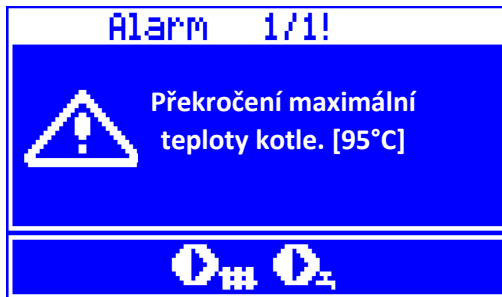 Alarm 1/1!
Překročení maximální
teploty kotle. [95°C]